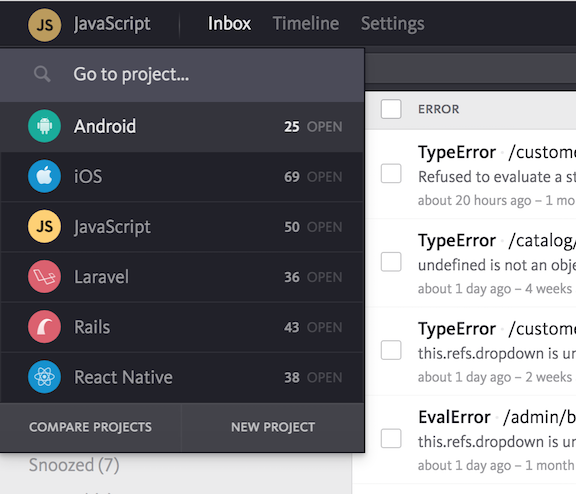 JS JavaScript Inbox Timeline Settings
Go to project...
Android 25 OPEN
iOS 69 OPEN
JS JavaScript 50 OPEN
Laravel 36 OPEN
Rails 43 OPEN
React Native 38 OPEN
COMPARE PROJECTS NEW PROJECT
Snoozed (7)
ERROR
TypeError · /custome
Refused to evaluate a st
about 20 hours ago – 1 mo
TypeError · /catalog/
undefined is not an obje
about 1 day ago – 4 weeks
TypeError · /custome
this.refs.dropdown is un
about 1 day ago – 2 weeks
EvalError · /admin/b
this.refs.dropdown is un
about 1 day ago – 1 month